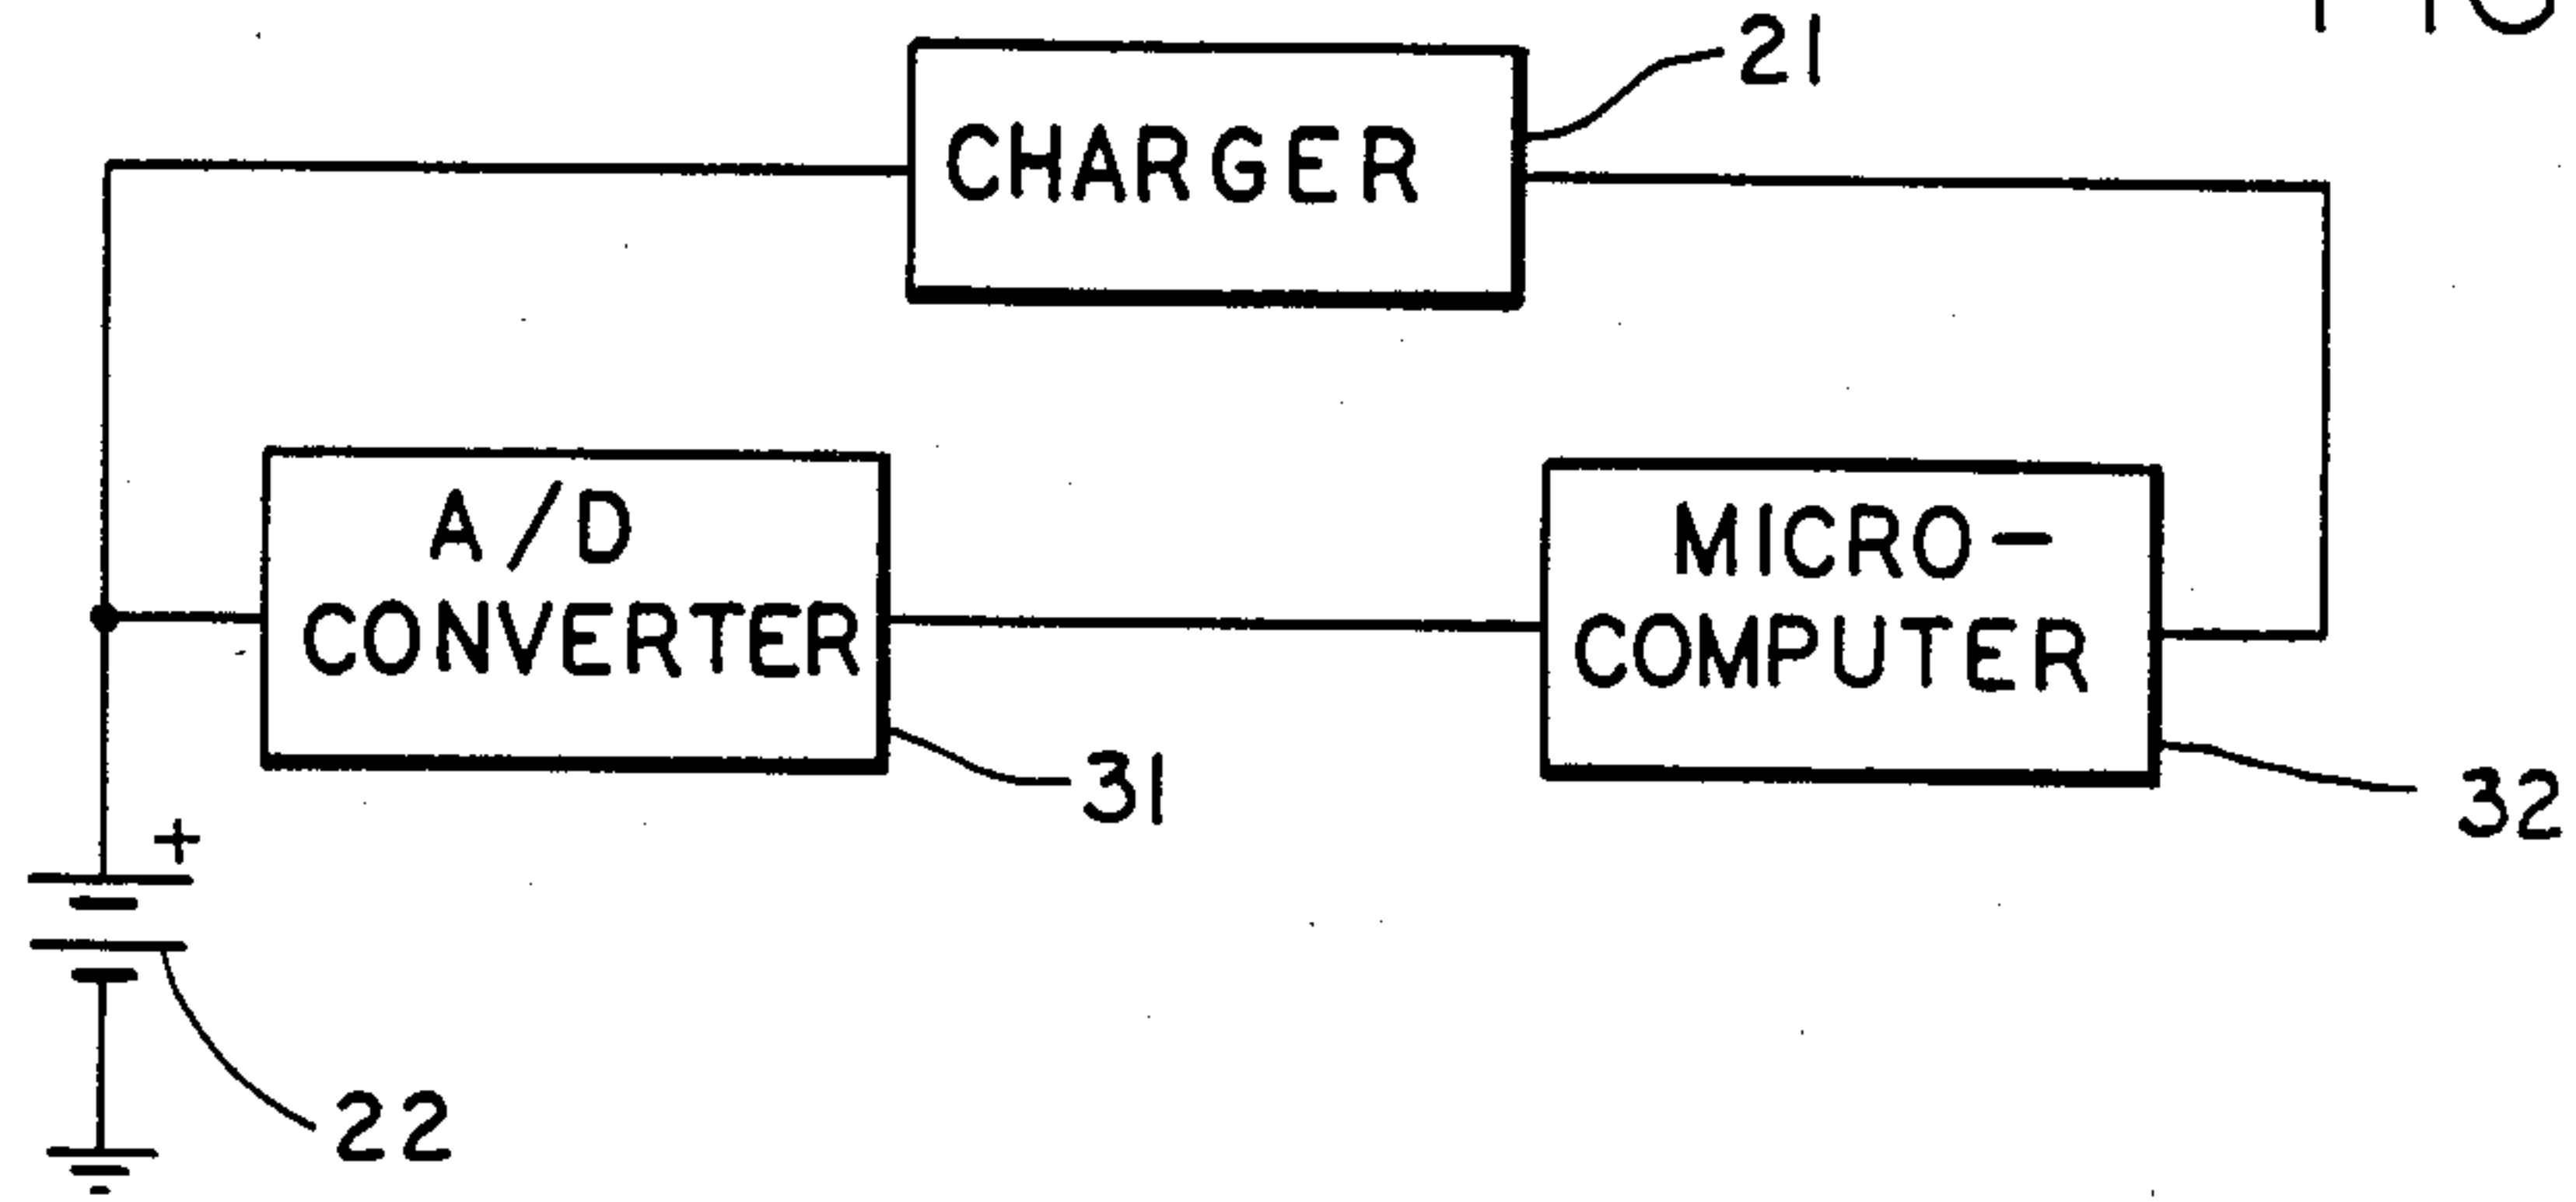 21
CHARGER
A/D
CONVERTER
MICRO-
COMPUTER
31
32
+
22